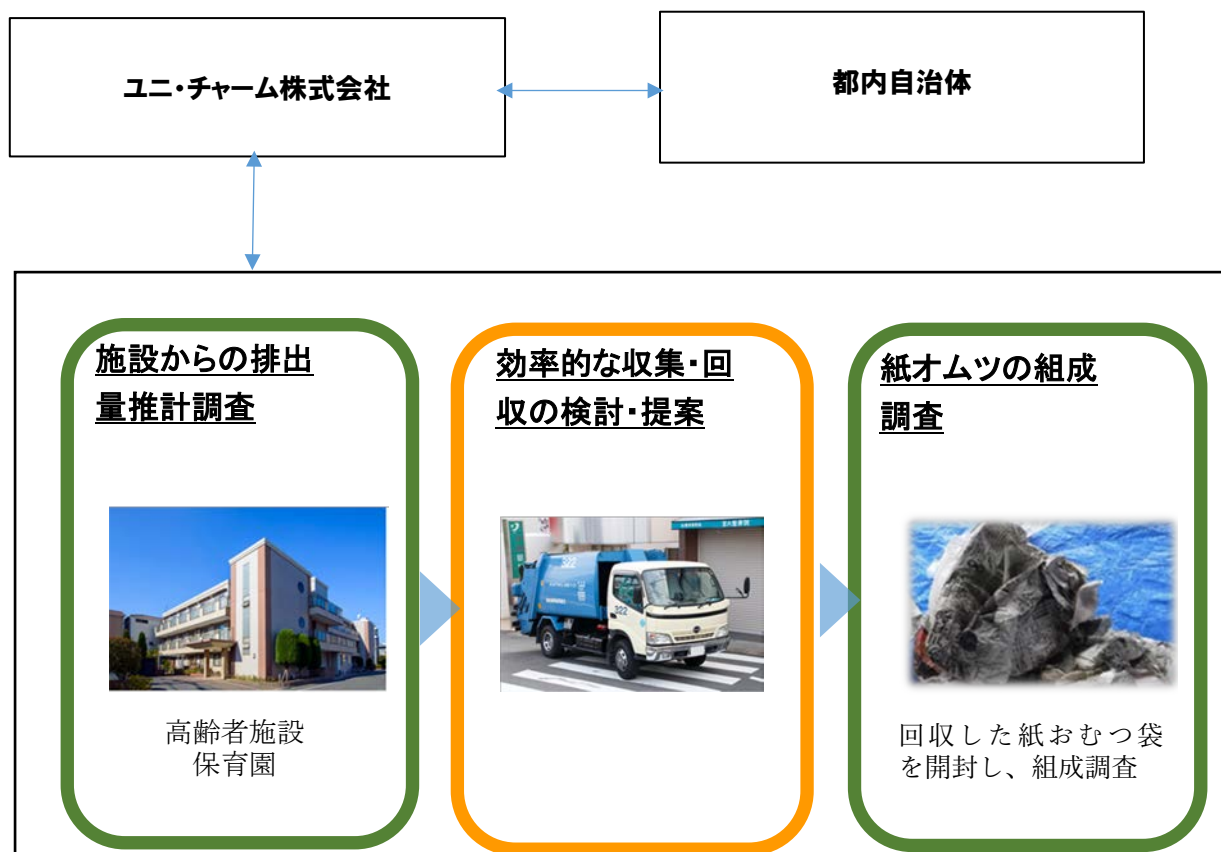 ユニ・チャーム株式会社
都内自治体
施設からの排出
量推計調査
高齢者施設
保育園
効率的な収集・回
収の検討・提案
322
322
紙オムツの組成
調査
回収した紙おむつ袋
を開封し、組成調査